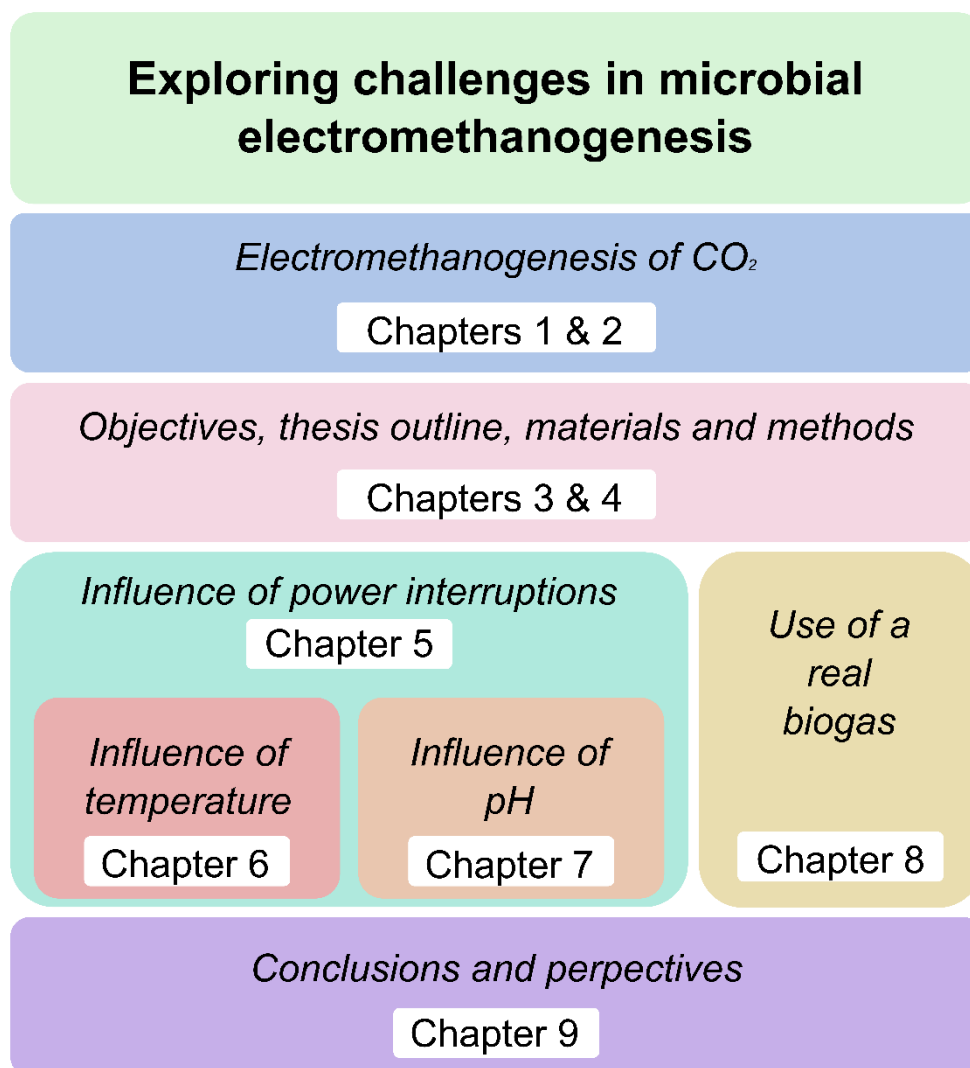 Exploring challenges in microbial
electromethanogenesis
Electromethanogenesis of CO₂
Chapters 1 & 2
Objectives, thesis outline, materials and methods
Chapters 3 & 4
Influence of power interruptions
Chapter 5
Influence of
temperature
Chapter 6
Influence of
pH
Chapter 7
Use of a
real
biogas
Chapter 8
Conclusions and perpectives
Chapter 9